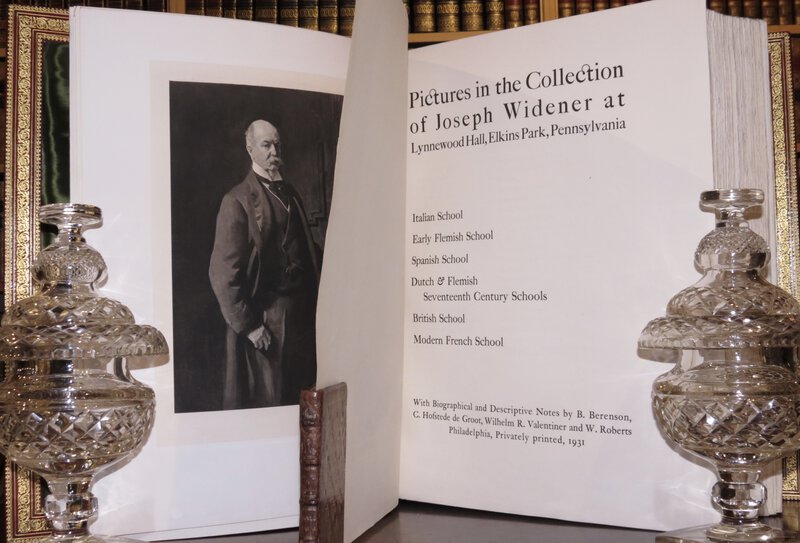 Pictures in the Collection
of Joseph Widener at
Lynnewood Hall, Elkins Park, Pennsylvania
Italian School
Early Flemish School
Spanish School
Dutch & Flemish
Seventeenth Century Schools
British School
Modern French School
With Biographical and Descriptive Notes by B. Berenson,
C. Hofstede de Groot, Wilhelm R. Valentiner and W. Roberts
Philadelphia, Privately printed, 1931